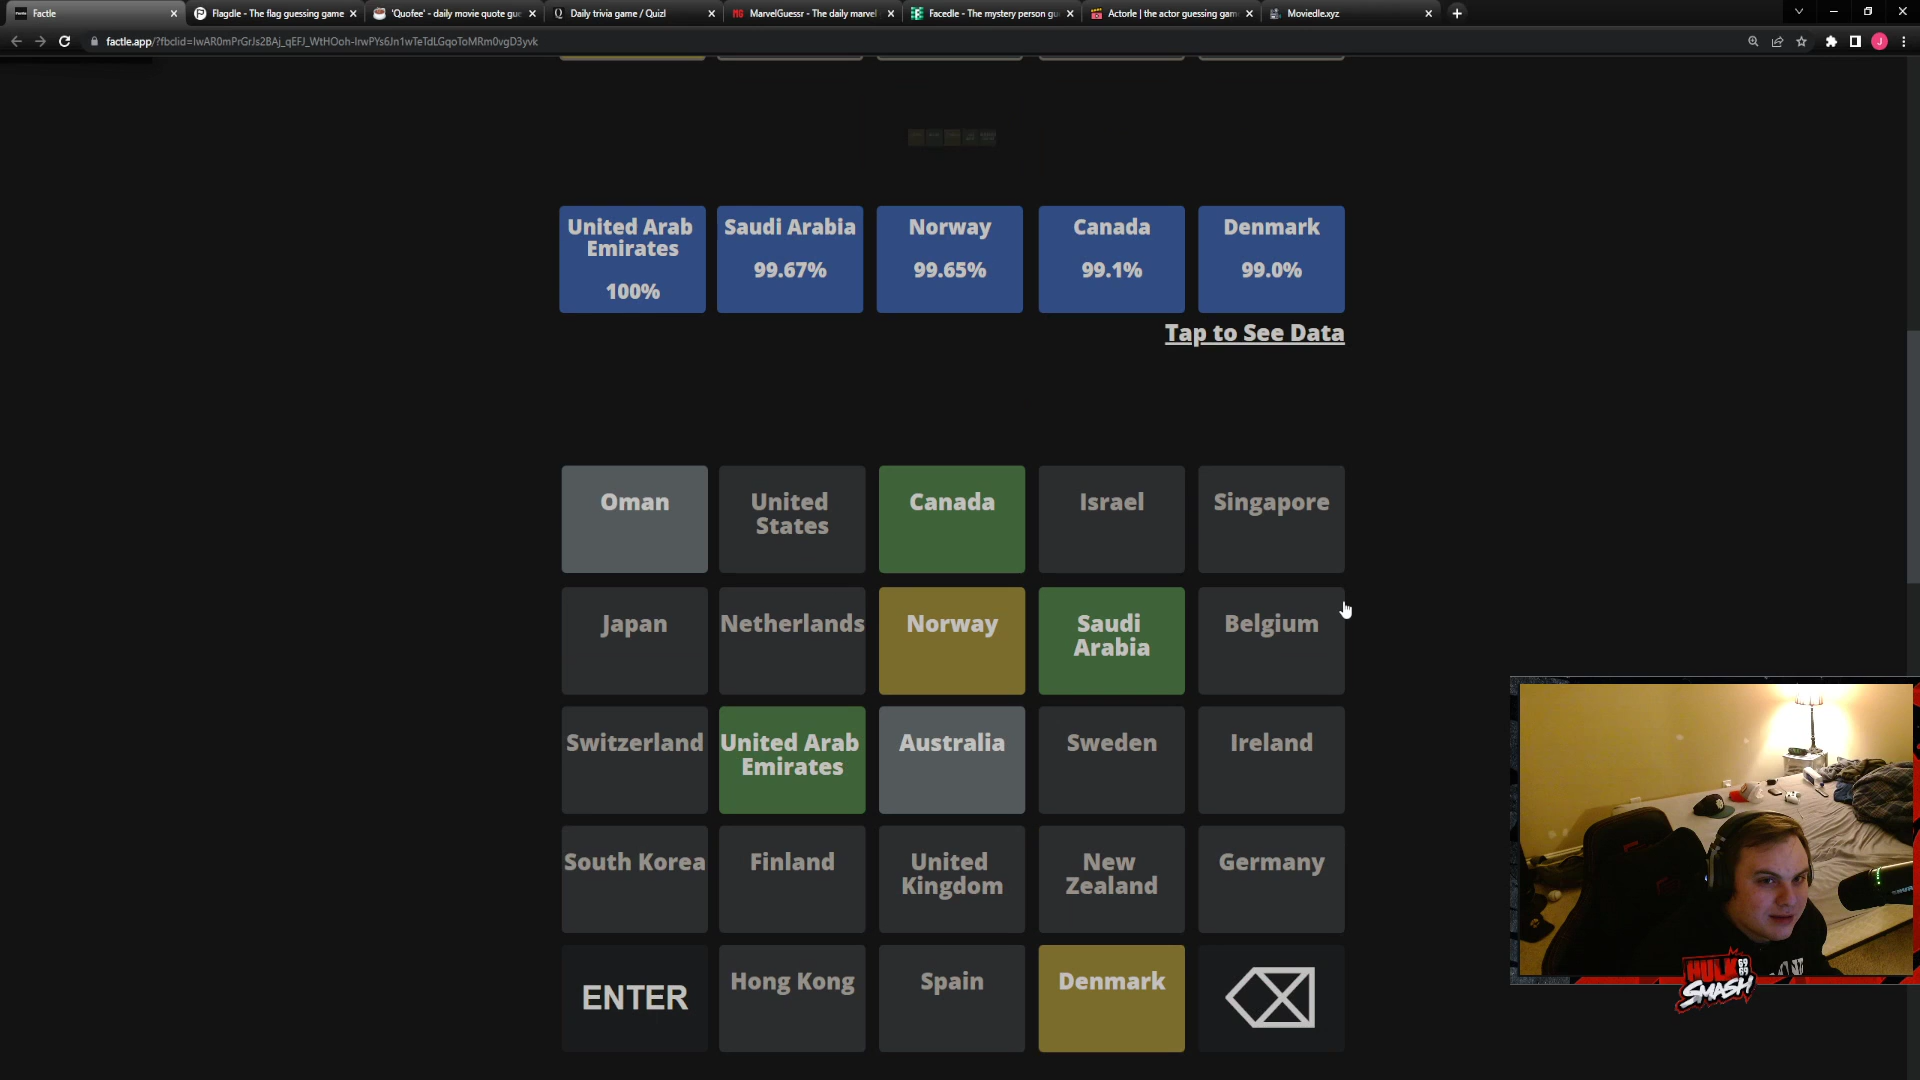 Factle
Flagdle - The flag guessing game
'Quofee' - daily movie quote gue
Daily trivia game / Quizl
MarvelGuessr - The daily marvel
Facedle - The mystery person gu
Actorle | the actor guessing gam
Moviedle.xyz
United Arab
Emirates
100%
Saudi Arabia
99.67%
Norway
99.65%
Canada
99.1%
Denmark
99.0%
Tap to See Data
Oman
United
States
Canada
Israel
Singapore
Japan
Netherlands
Norway
Saudi
Arabia
Belgium
Switzerland
United Arab
Emirates
Australia
Sweden
Ireland
South Korea
Finland
United
Kingdom
New
Zealand
Germany
ENTER
Hong Kong
Spain
Denmark
HULK
SMASH